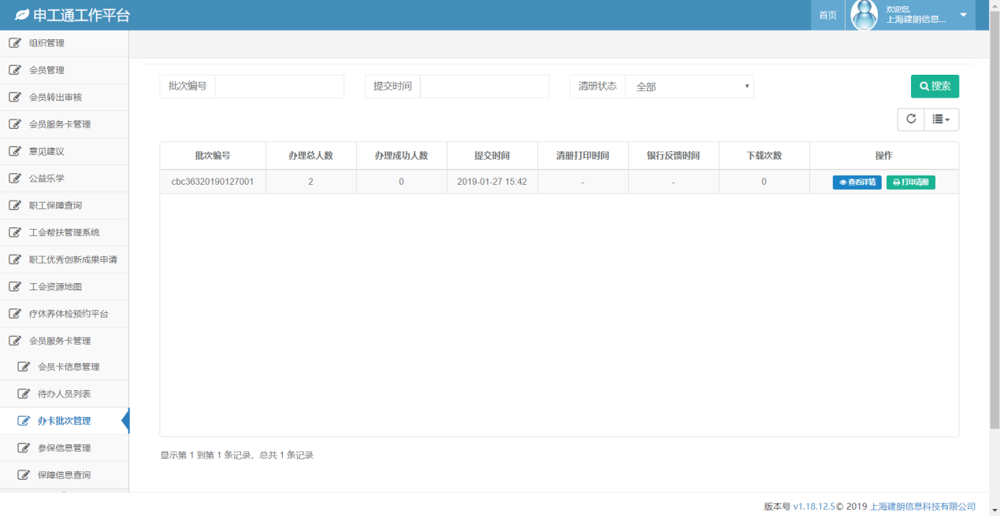 申工通工作平台
首页
欢迎您,
上海建朗信息...
组织管理
会员管理
会员转出审核
会员服务卡管理
意见建议
公益乐学
职工保障查询
工会帮扶管理系统
职工优秀创新成果申请
工会资源地图
疗休养体检预约平台
会员服务卡管理
会员卡信息管理
待办人员列表
办卡批次管理
参保信息管理
保障信息查询
批次编号 提交时间 清册状态 全部 搜索
批次编号 办理总人数 办理成功人数 提交时间 清册打印时间 银行反馈时间 下载次数 操作
cbc36320190127001 2 0 2019-01-27 15:42 - - 0 查看详情 打印清册
显示第 1 到第 1 条记录，总共 1 条记录
版本号 v1.18.12.5© 2019 上海建朗信息科技有限公司